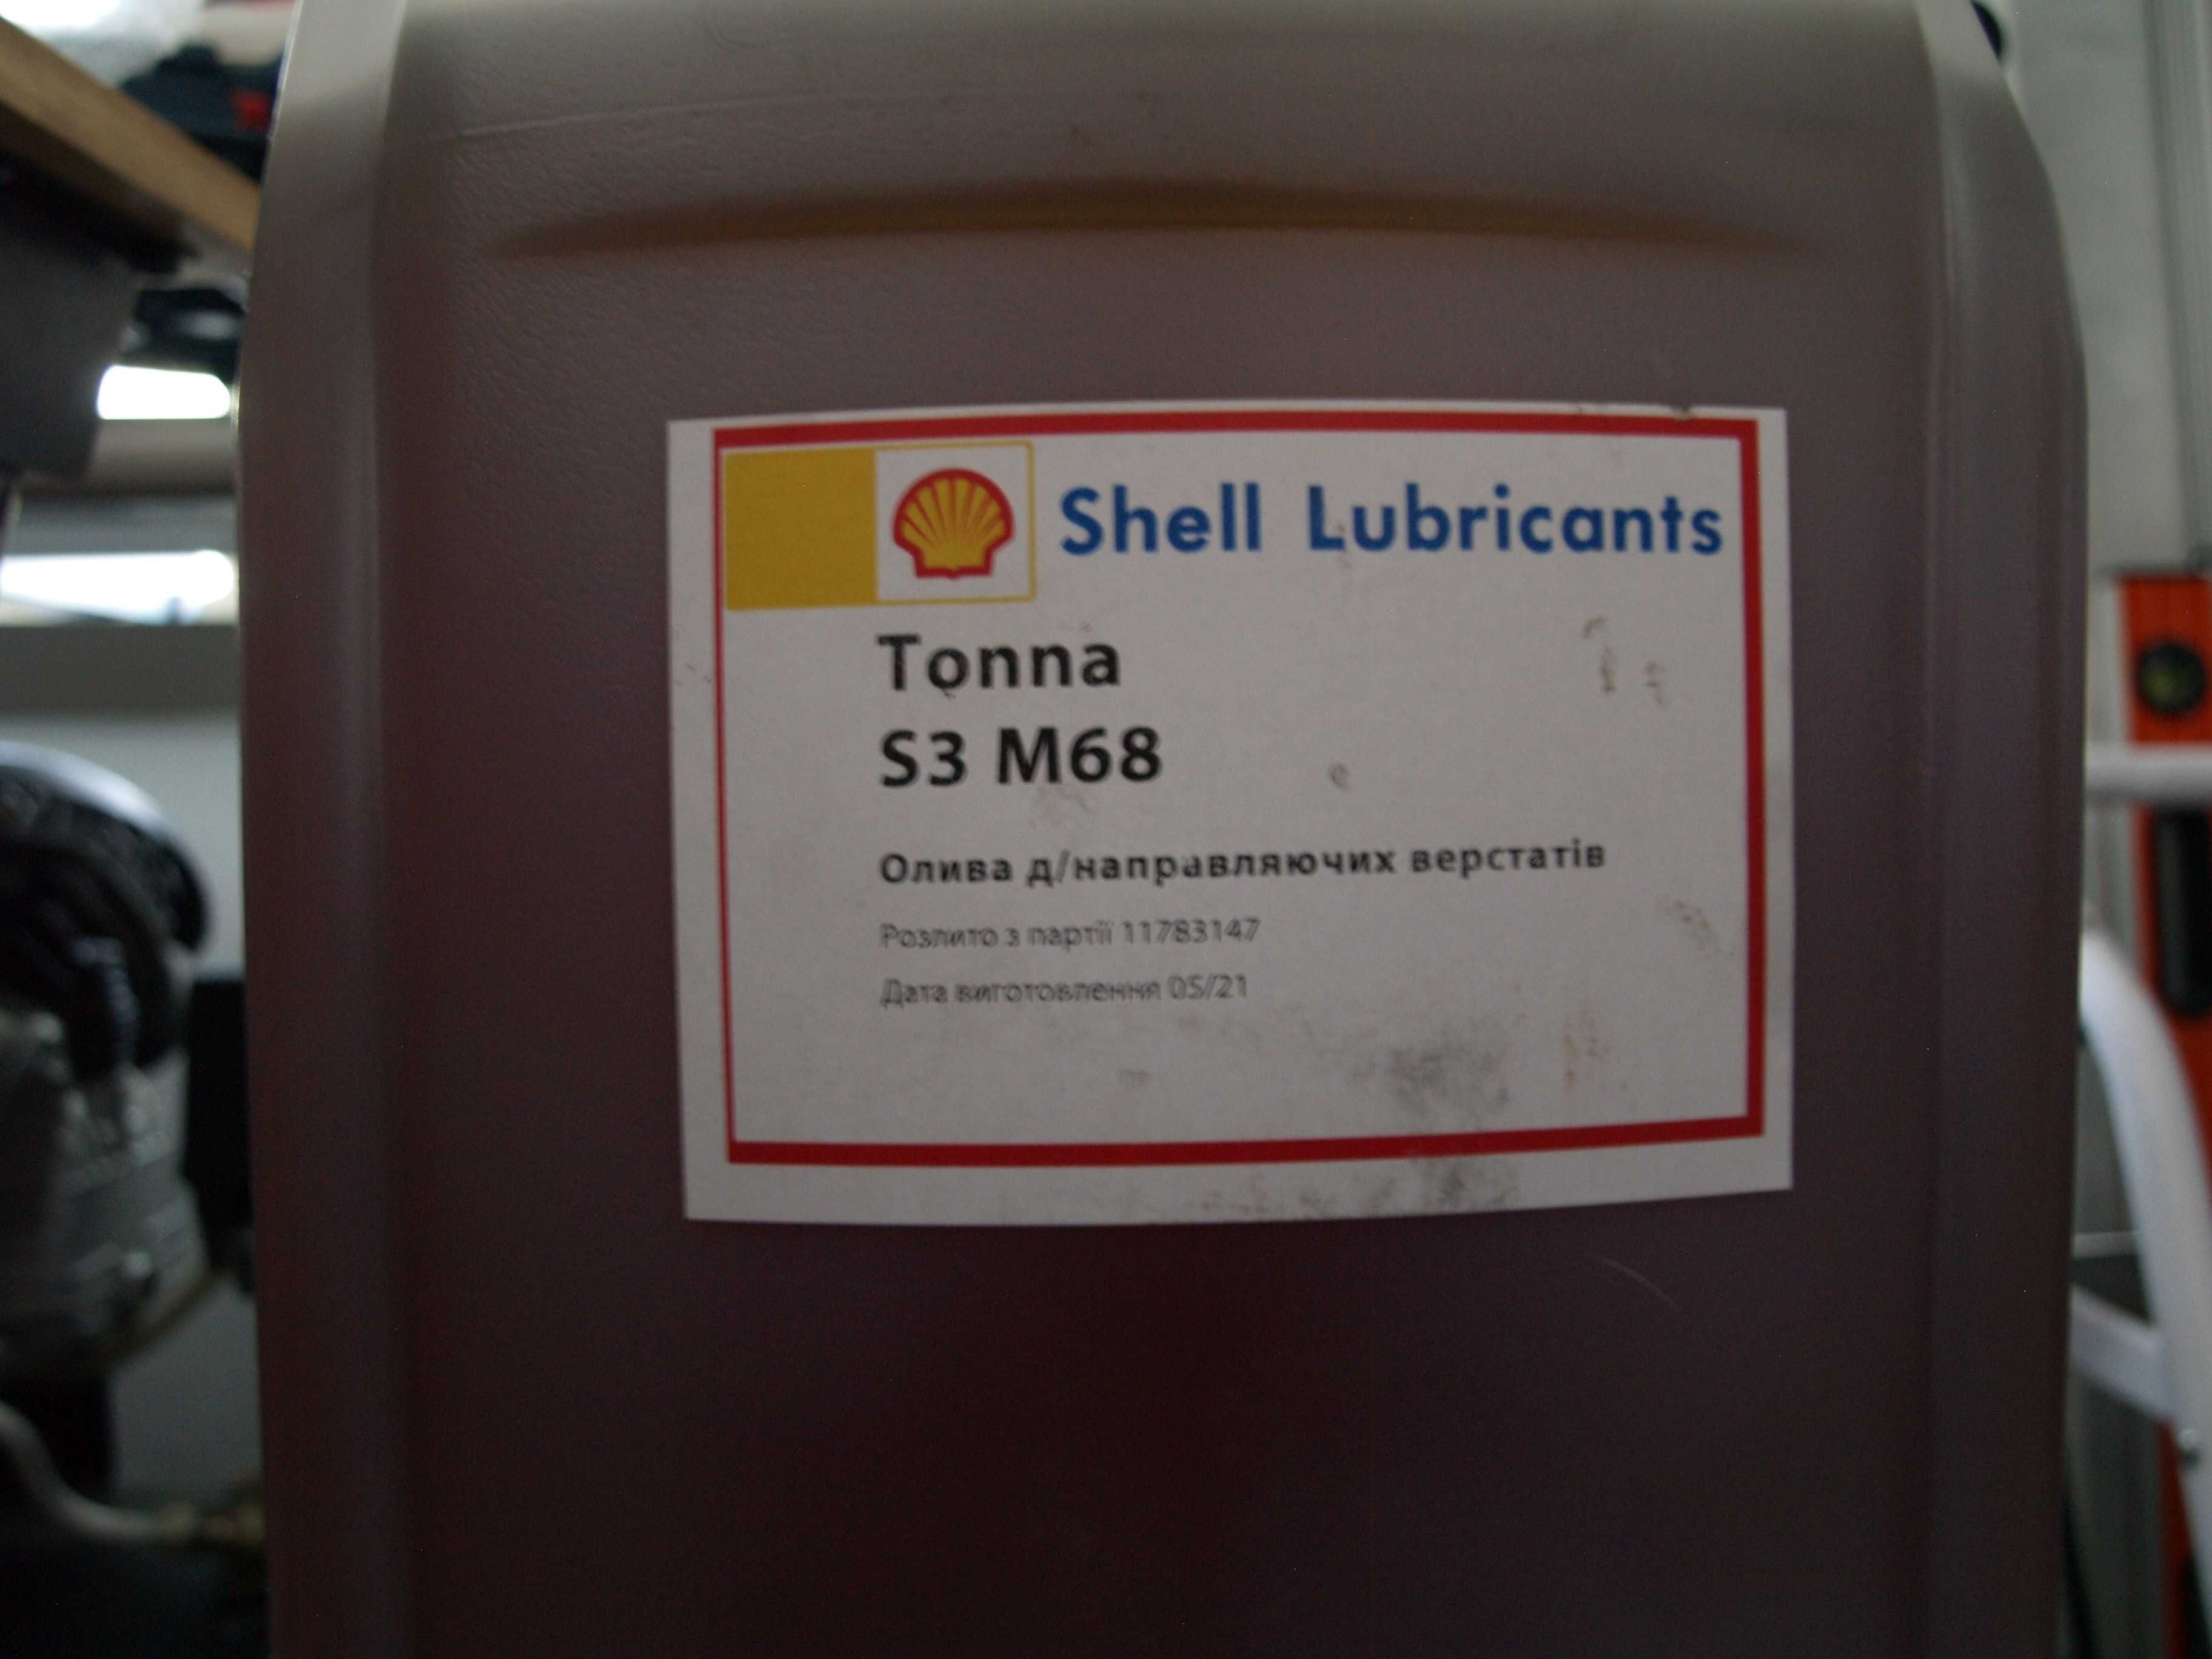 Shell Lubricants
Tonna
S3 M68
Олива д/направляючих верстатів
Розлито з партії 11783147
Дата виготовлення 05/21